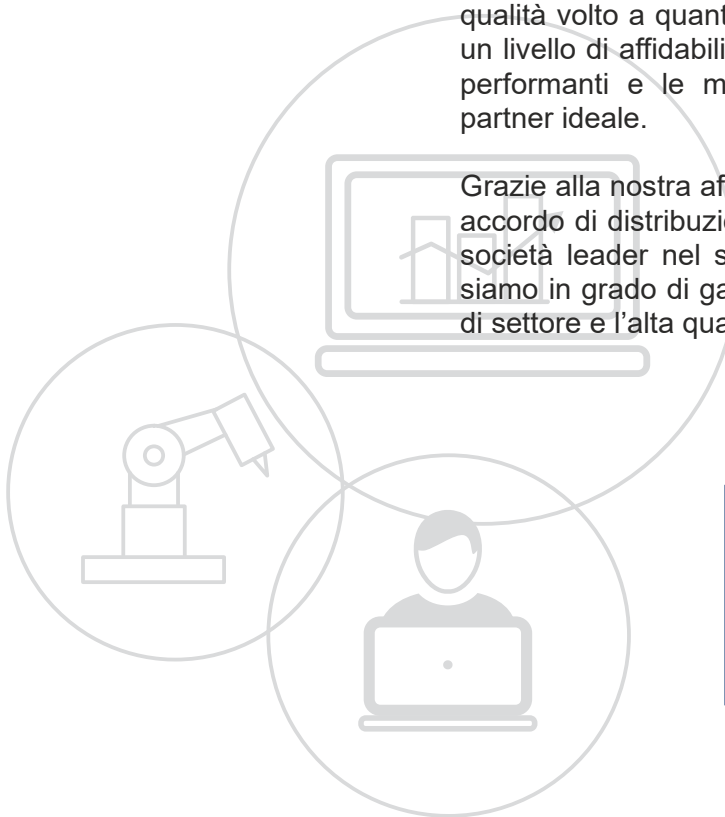 qualità volto a quant
un livello di affidabili
performanti e le m
partner ideale.
Grazie alla nostra af
accordo di distribuzi
società leader nel s
siamo in grado di ga
di settore e l’alta qua